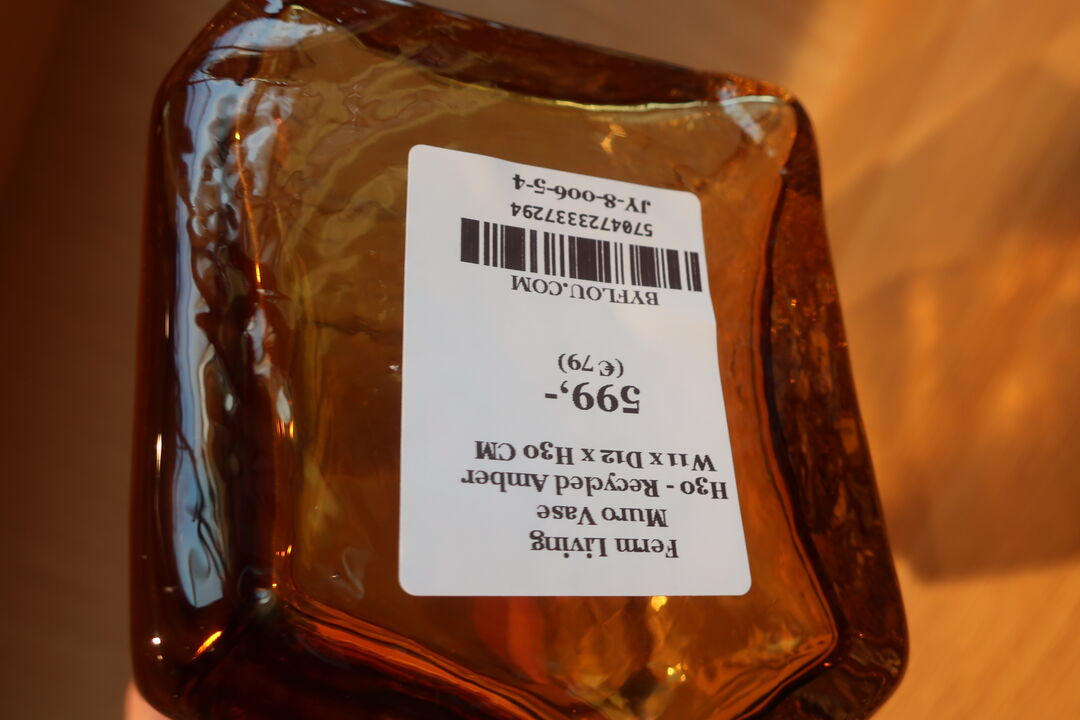 Ferm Living
Muro Vase
H30 - Recycled Amber
W11 x D12 x H30 CM
599,-
(€ 79)
BYFLOU.COM
5704723337294
JY-8-006-5-4